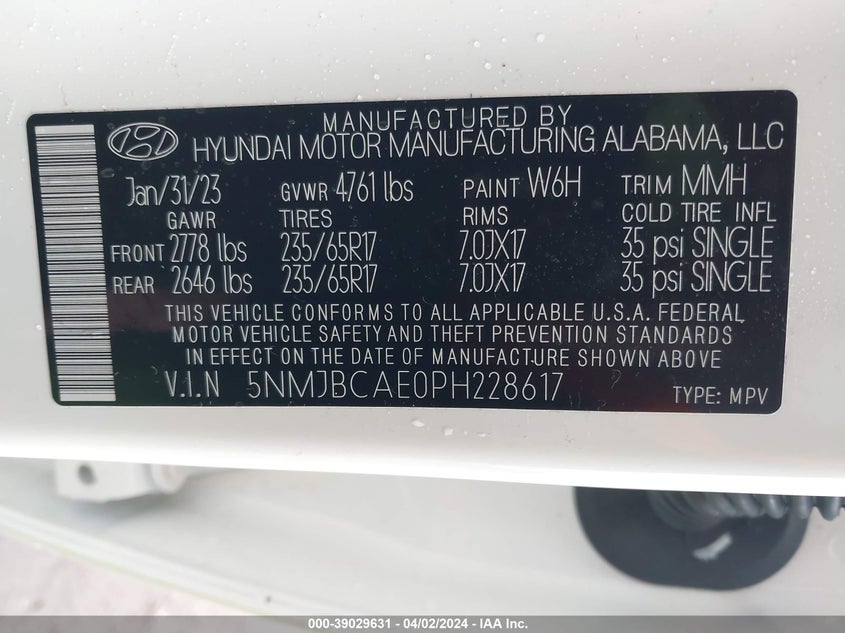 MANUFACTURED BY
HYUNDAI MOTOR MANUFACTURING ALABAMA, LLC
Jan/31/23 GVWR 4761 lbs PAINT W6H TRIM MMH
GAWR TIRES RIMS COLD TIRE INFL
FRONT 2778 lbs 235/65R17 7.0JX17 35 psi SINGLE
REAR 2646 lbs 235/65R17 7.0JX17 35 psi SINGLE
THIS VEHICLE CONFORMS TO ALL APPLICABLE U.S.A. FEDERAL
MOTOR VEHICLE SAFETY AND THEFT PREVENTION STANDARDS
IN EFFECT ON THE DATE OF MANUFACTURE SHOWN ABOVE
V.I.N 5NMJBCAE0PH228617 TYPE: MPV
000-39029631 - 04/02/2024 - IAA Inc.